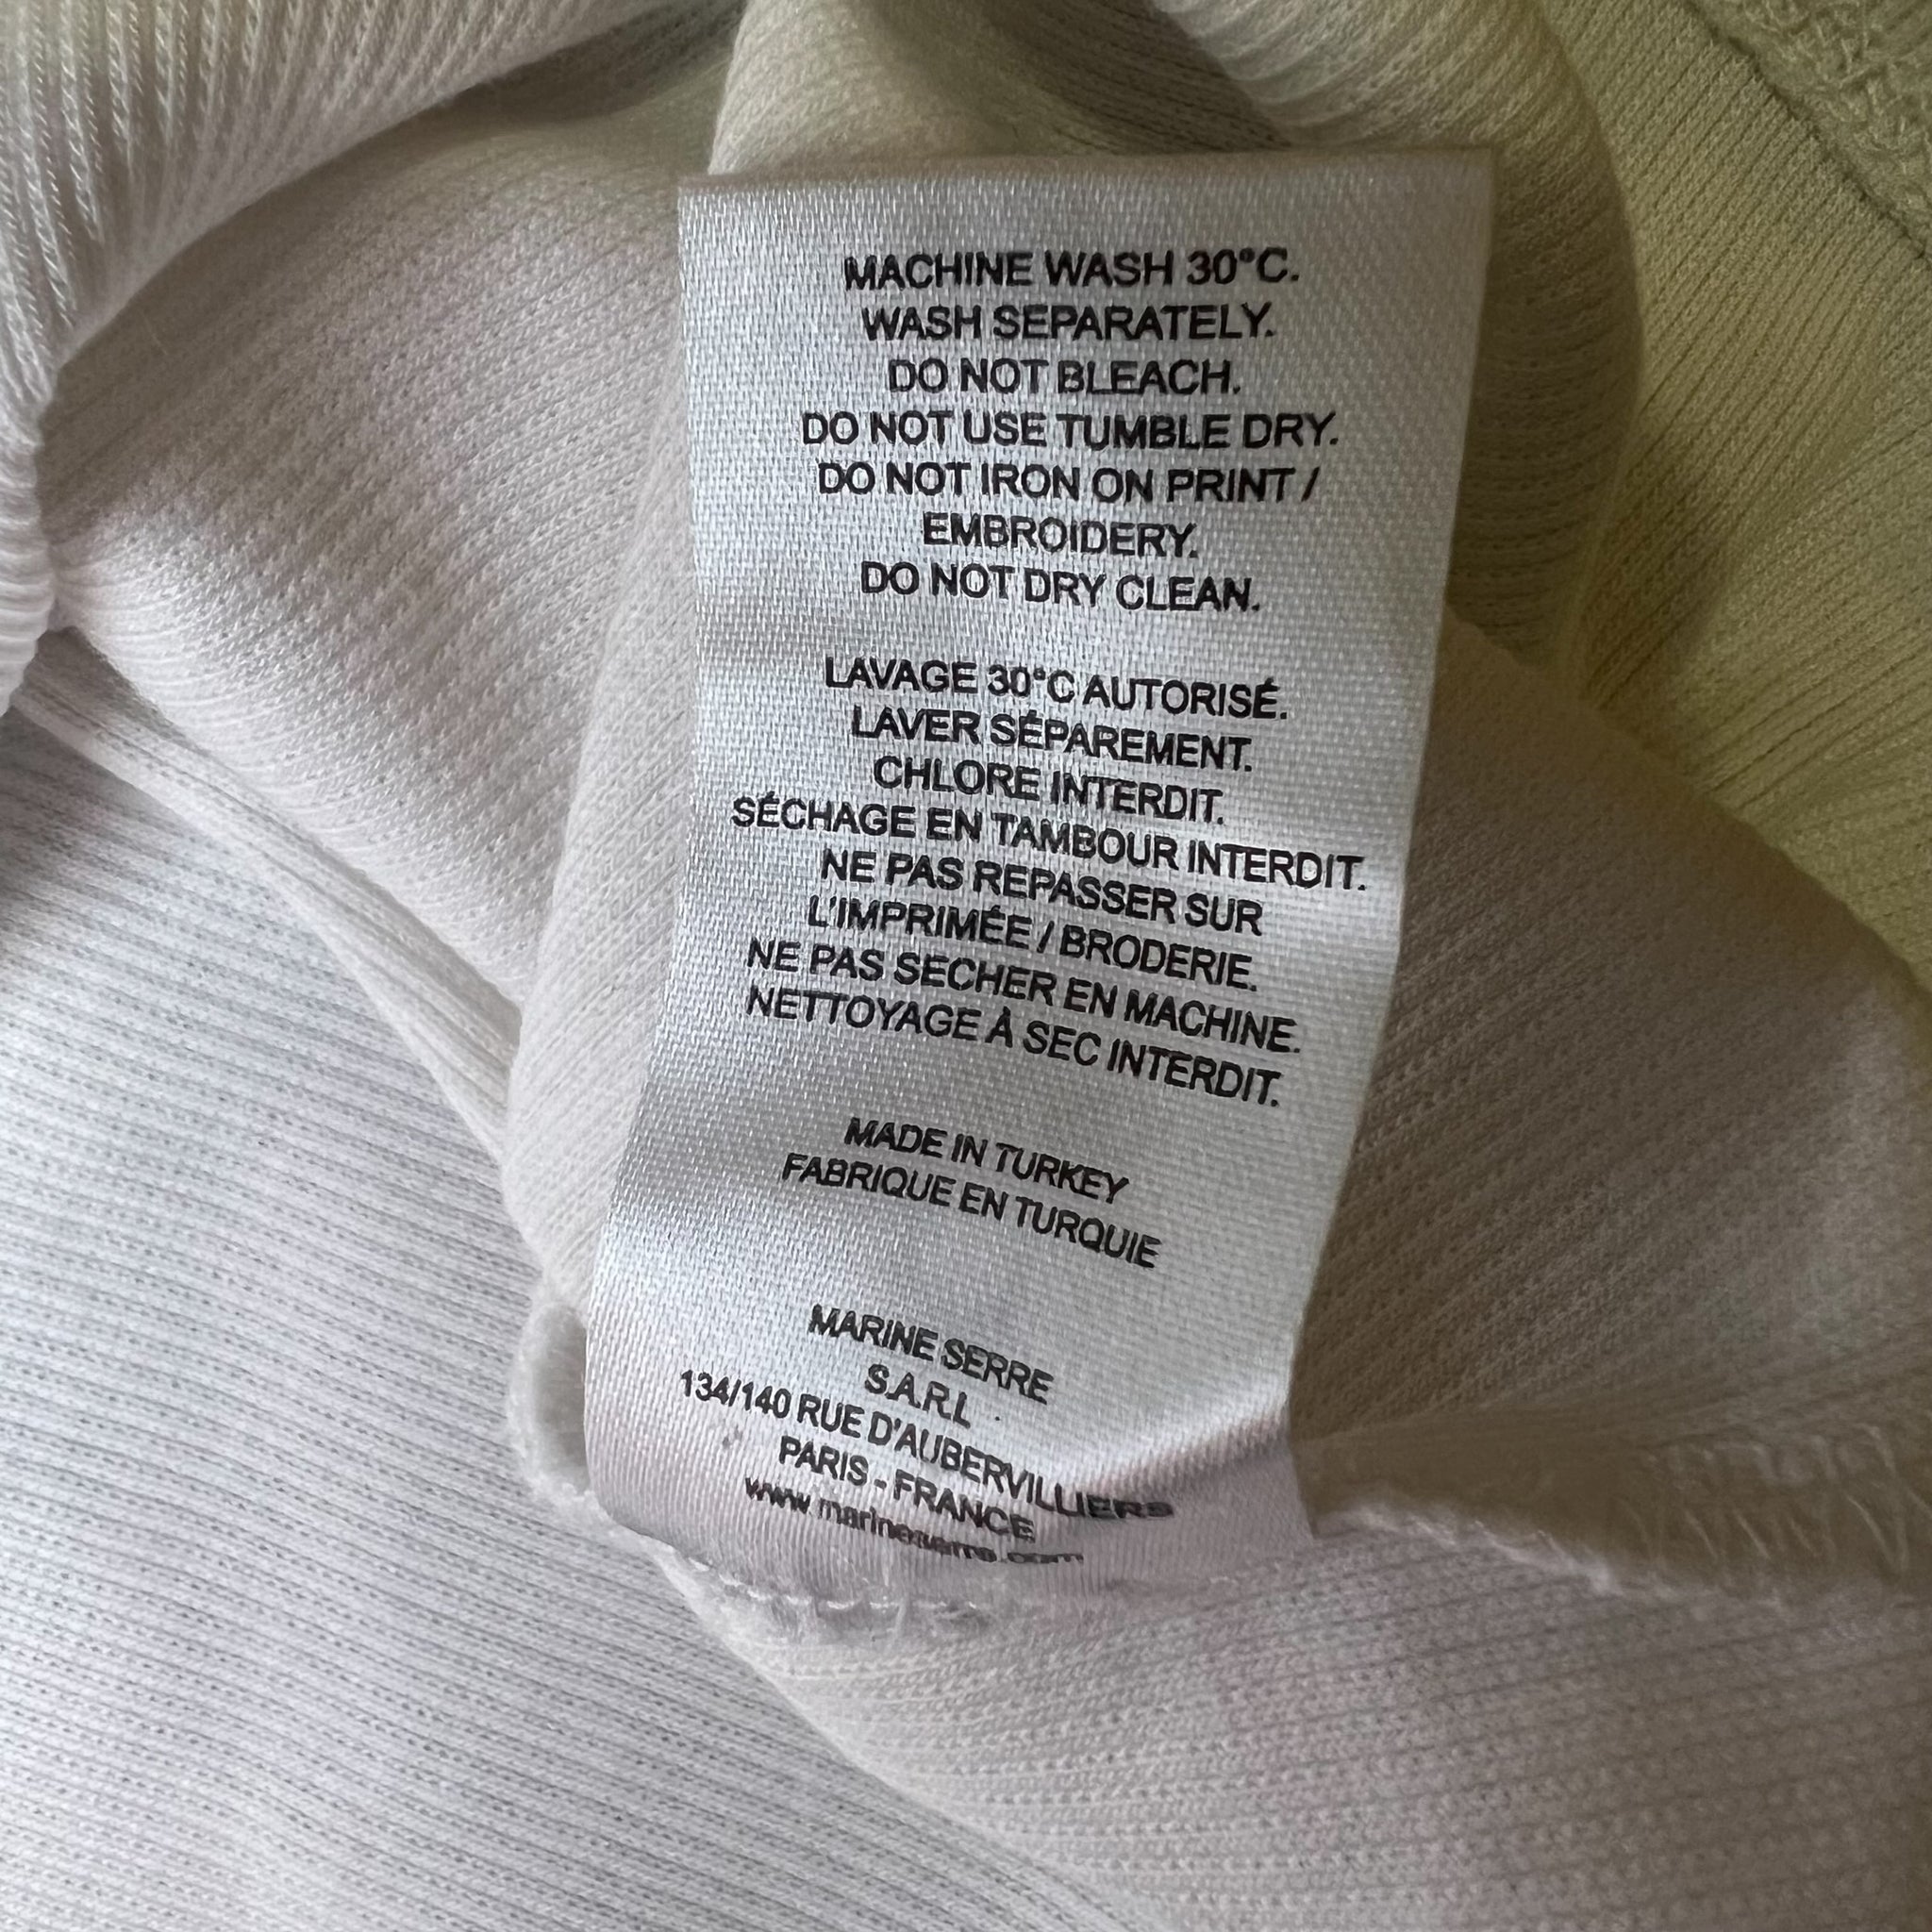 MACHINE WASH 30°C.
WASH SEPARATELY.
DO NOT BLEACH.
DO NOT USE TUMBLE DRY.
DO NOT IRON ON PRINT /
EMBROIDERY.
DO NOT DRY CLEAN.
LAVAGE 30°C AUTORISÉ.
LAVER SÉPAREMENT.
CHLORE INTERDIT.
SÉCHAGE EN TAMBOUR INTERDIT.
NE PAS REPASSER SUR
L'IMPRIMÉE / BRODERIE.
NE PAS SECHER EN MACHINE.
NETTOYAGE À SEC INTERDIT.
MADE IN TURKEY
FABRIQUE EN TURQUIE
MARINE SERRE
S.A.R.L
134/140 RUE D'AUBERVILLIERS
PARIS - FRANCE
www.marineserre.com